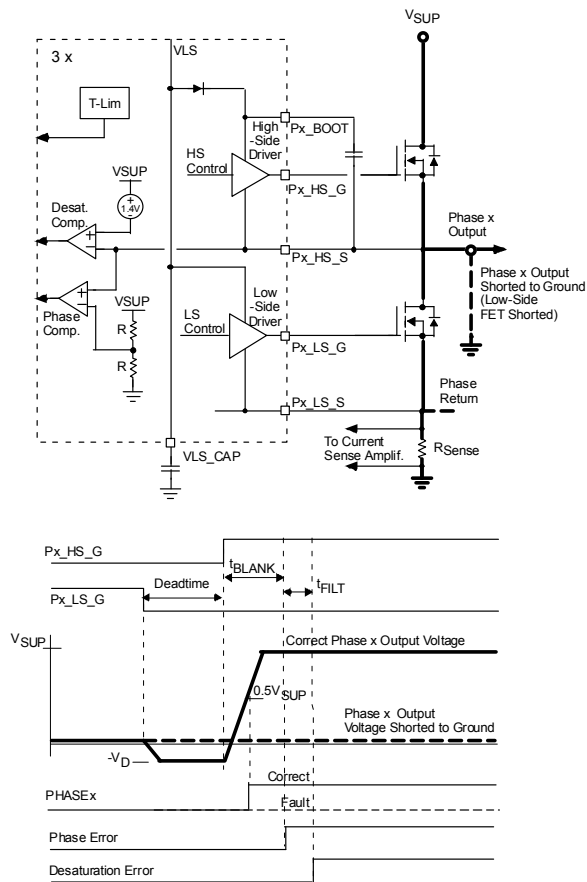 3 x
VLS
VSUP
T-Lim
High
-Side
Driver
Px_BOOT
HS
Control
Px_HS_G
VSUP
Desat.
Comp.
+
1.4V
-
+
-
Px_HS_S
Phase x
Output
Phase x Output
Shorted to Ground
(Low-Side
FET Shorted)
+
-
Phase
Comp.
VSUP
R
R
LS
Control
Low-
-Side
Driver
Px_LS_G
Phase
Return
Px_LS_S
To Current
Sense Amplif.
RSense
VLS_CAP
Px_HS_G
Deadtime
tBLANK
tFILT
Px_LS_G
VSUP
Correct Phase x Output Voltage
0.5VSUP
Phase x Output
Voltage Shorted to Ground
-VD
PHASEx
Correct
Fault
Phase Error
Desaturation Error